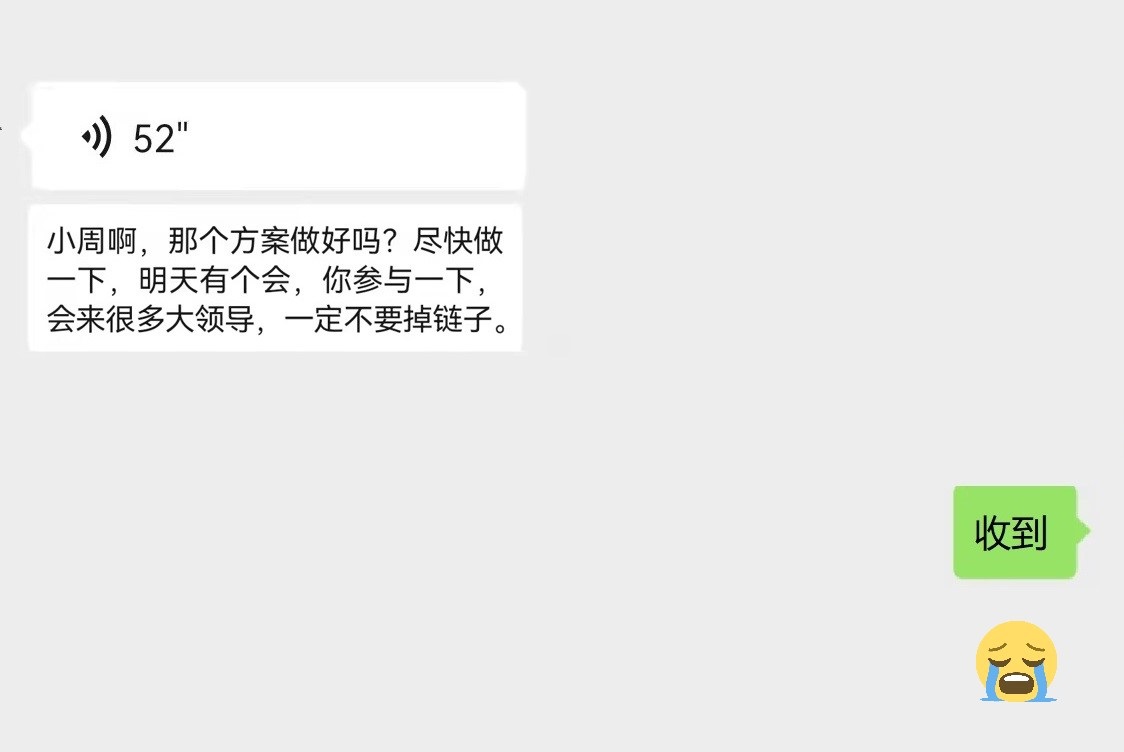 52"
小周啊，那个方案做好吗？尽快做
一下，明天有个会，你参与一下，
会来很多大领导，一定不要掉链子。
收到